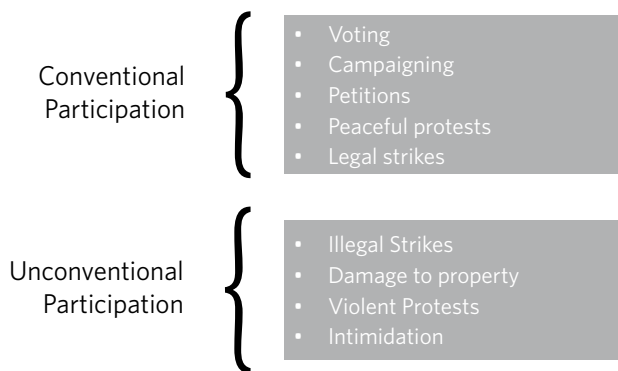 Conventional
Participation
• Voting
• Campaigning
• Petitions
• Peaceful protests
• Legal strikes
Unconventional
Participation
• Illegal Strikes
• Damage to property
• Violent Protests
• Intimidation